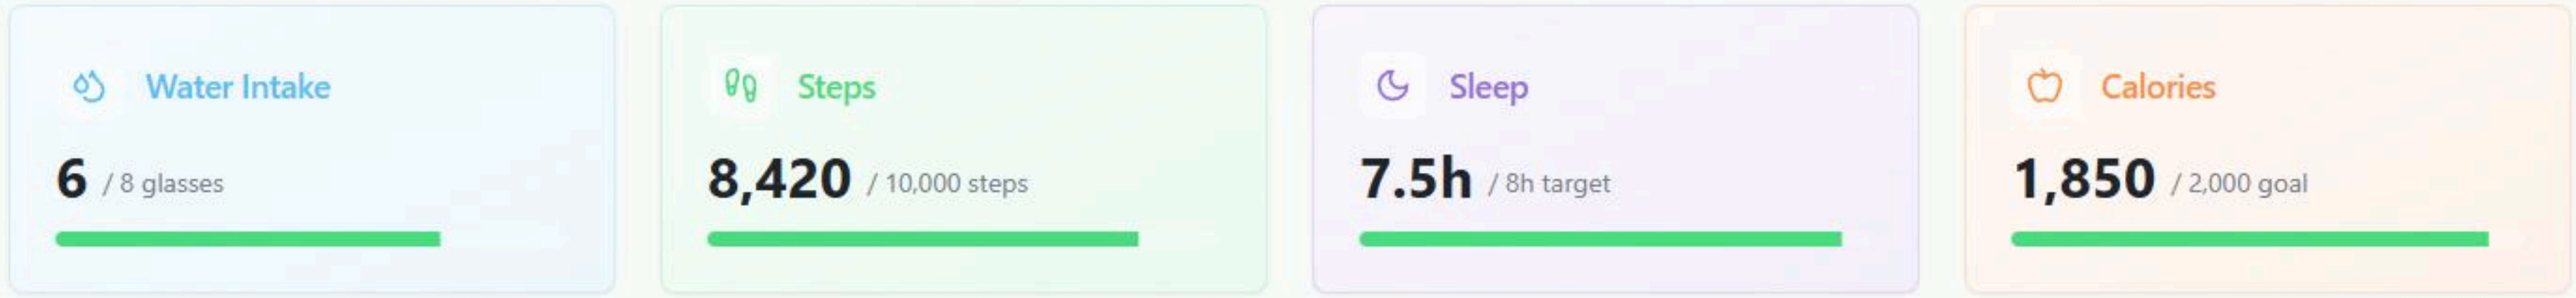 Water Intake
6 / 8 glasses
Steps
8,420 / 10,000 steps
Sleep
7.5h / 8h target
Calories
1,850 / 2,000 goal